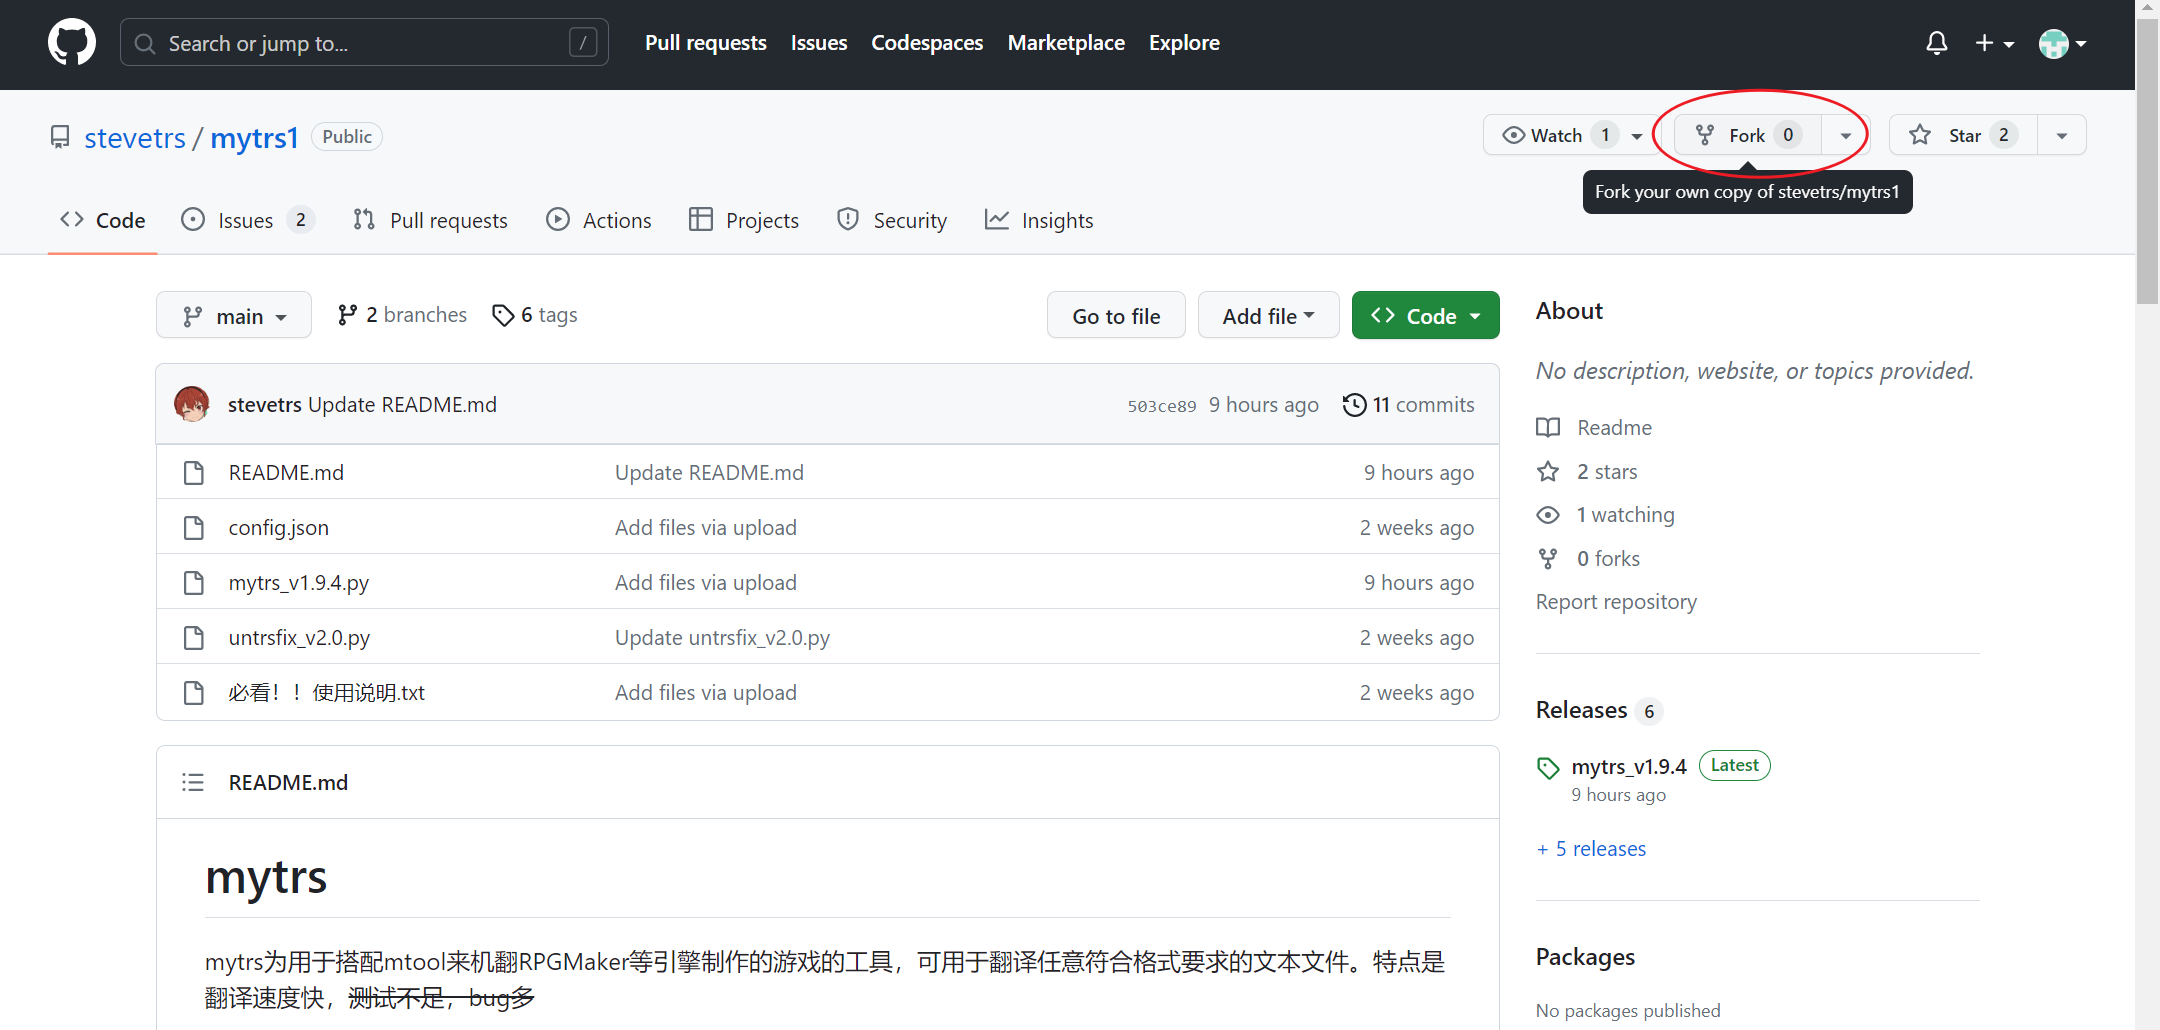 Search or jump to... / Pull requests Issues Codespaces Marketplace Explore
stevetrs / mytrs1 Public Watch 1 Fork 0 Star 2
Fork your own copy of stevetrs/mytrs1
Code Issues 2 Pull requests Actions Projects Security Insights
main 2 branches 6 tags Go to file Add file Code
stevetrs Update README.md 503ce89 9 hours ago 11 commits
README.md Update README.md 9 hours ago
config.json Add files via upload 2 weeks ago
mytrs_v1.9.4.py Add files via upload 9 hours ago
untrsfix_v2.0.py Update untrsfix_v2.0.py 2 weeks ago
必看！！使用说明.txt Add files via upload 2 weeks ago
README.md
mytrs
mytrs为用于搭配mtool来机翻RPGMaker等引擎制作的游戏的工具，可用于翻译任意符合格式要求的文本文件。特点是
翻译速度快，测试不足，bug多
About
No description, website, or topics provided.
Readme
2 stars
1 watching
0 forks
Report repository
Releases 6
mytrs_v1.9.4 Latest
9 hours ago
+ 5 releases
Packages
No packages published